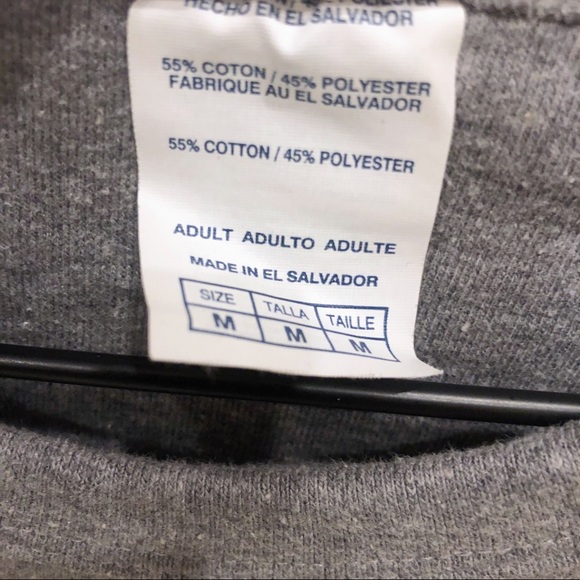 HECHO EN EL SALVADOR
55% COTON / 45% POLYESTER
FABRIQUE AU EL SALVADOR
55% COTTON / 45% POLYESTER
ADULT ADULTO ADULTE
MADE IN EL SALVADOR
SIZE TALLA TAILLE
M M M